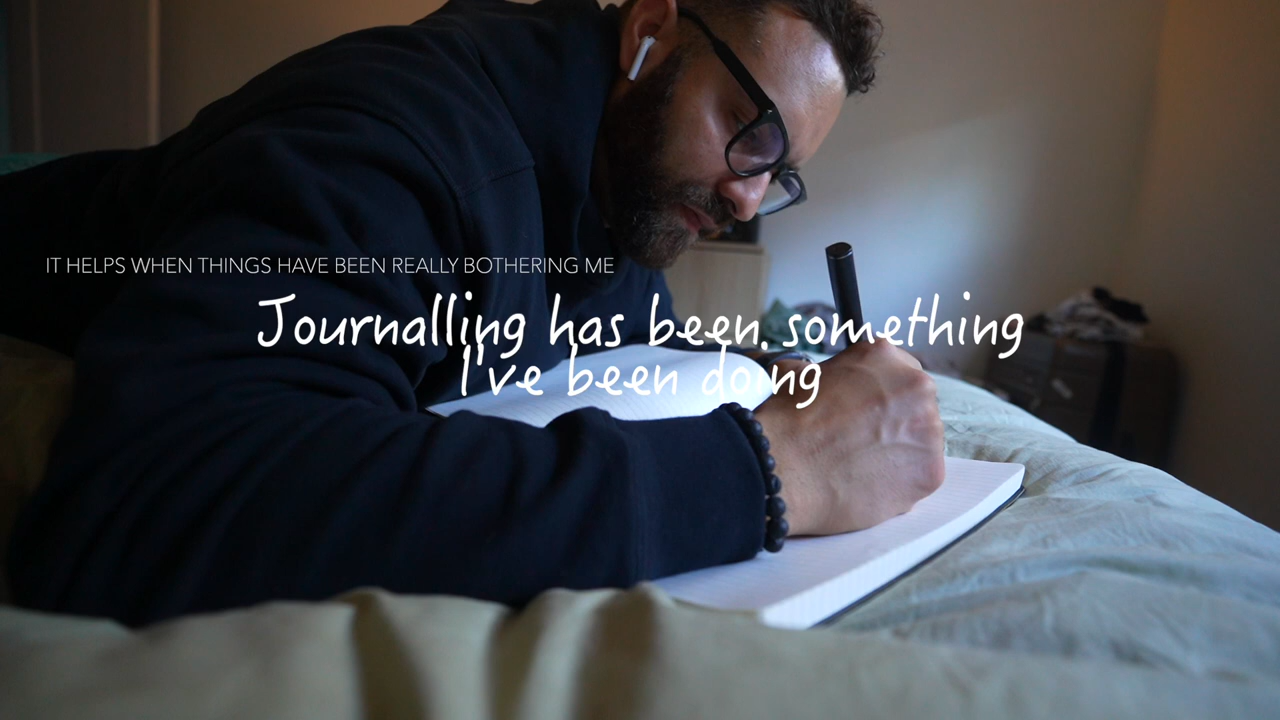 IT HELPS WHEN THINGS HAVE BEEN REALLY BOTHERING ME
Journalling has been something
I've been doing